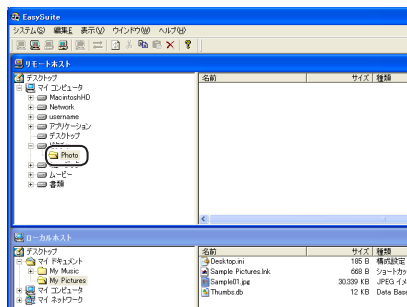 EasySuite
システム(S) 編集E 表示(V) ウインドウ(W) ヘルプ(H)
リモートホスト
デスクトップ
マイ コンピュータ
MacintoshHD
Network
username
アプリケーション
デスクトップ
Photo
ムービー
書類
名前 サイズ 種類
ローカルホスト
デスクトップ
マイ ドキュメント
My Music
My Pictures
マイ コンピュータ
マイ ネットワーク
名前 サイズ 種類
Desktop.ini 185 B 構成設定
Sample Pictures.lnk 668 B ショートカッ
Sample01.jpg 30.339 KB JPEG イメ
Thumbs.db 12 KB Data Base